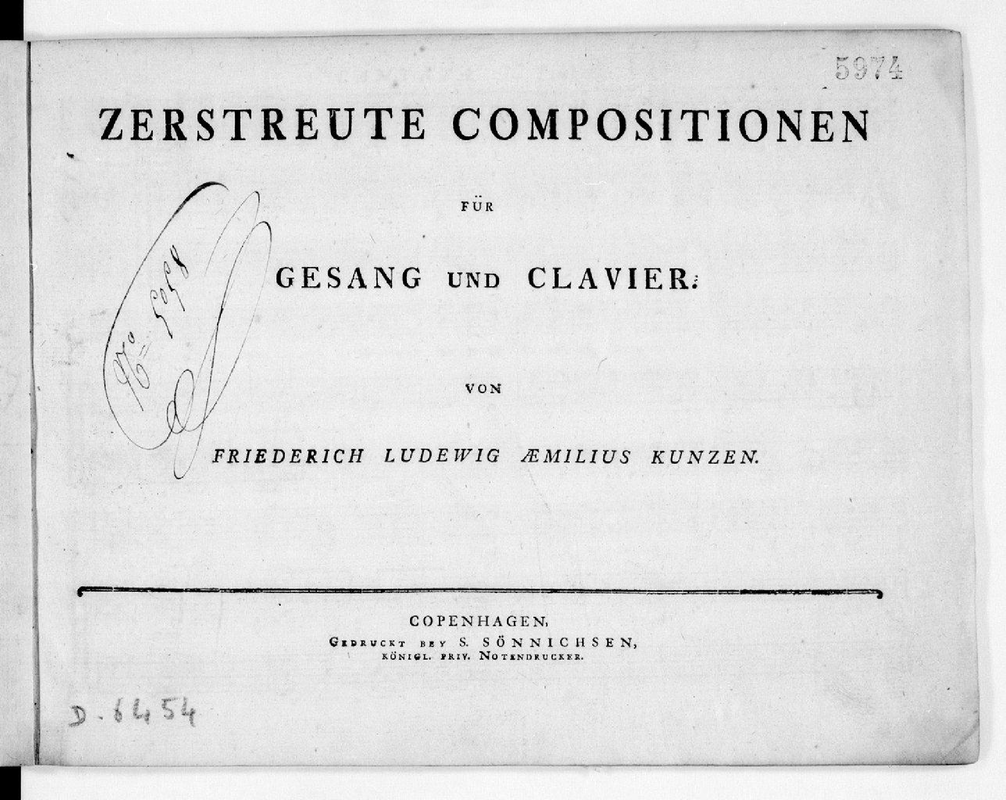 5974
ZERSTREUTE COMPOSITIONEN
FÜR
GESANG UND CLAVIER.
VON
FRIEDERICH LUDEWIG ÆMILIUS KUNZEN.
COPENHAGEN,
GEDRUCKT BEY S. SÖNNICHSEN,
KÖNIGL. PRIV. NOTENDRUCKER.
D. 6454